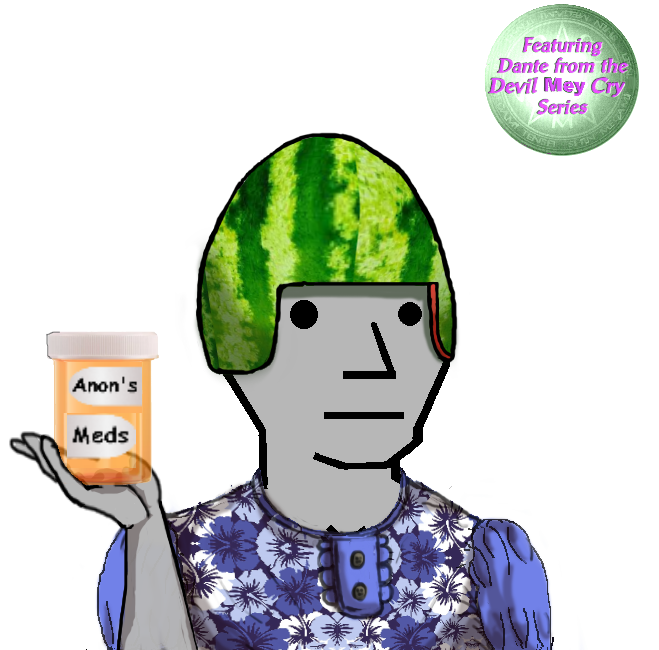 Featuring
Dante from the
Devil Mey Cry
Series
Anon's
Meds